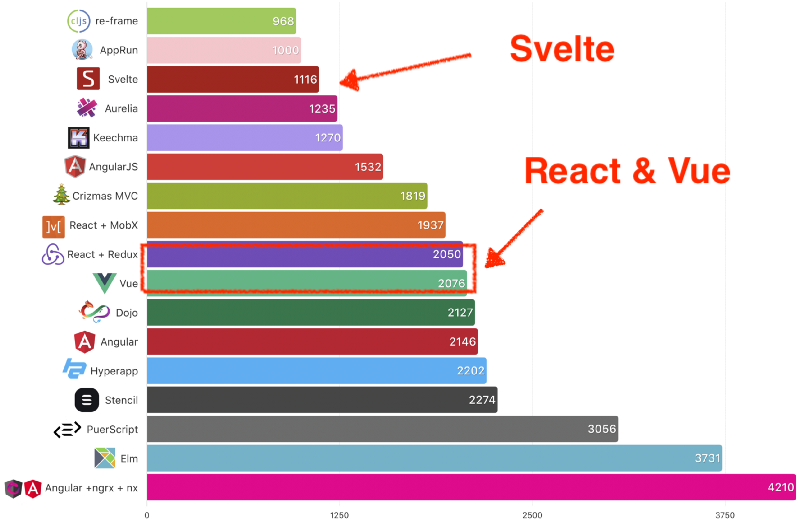 cljs re-frame 968
AppRun 1000
Svelte
S Svelte 1116
Aurelia 1235
Keechma 1270
AngularJS 1532
React & Vue
Crizmas MVC 1819
]v[ React + MobX 1937
React + Redux 2050
Vue 2076
Dojo 2127
Angular 2146
Hyperapp 2202
Stencil 2274
PuerScript 3056
Elm 3731
Angular +ngrx + nx 4210
0 1250 2500 3750